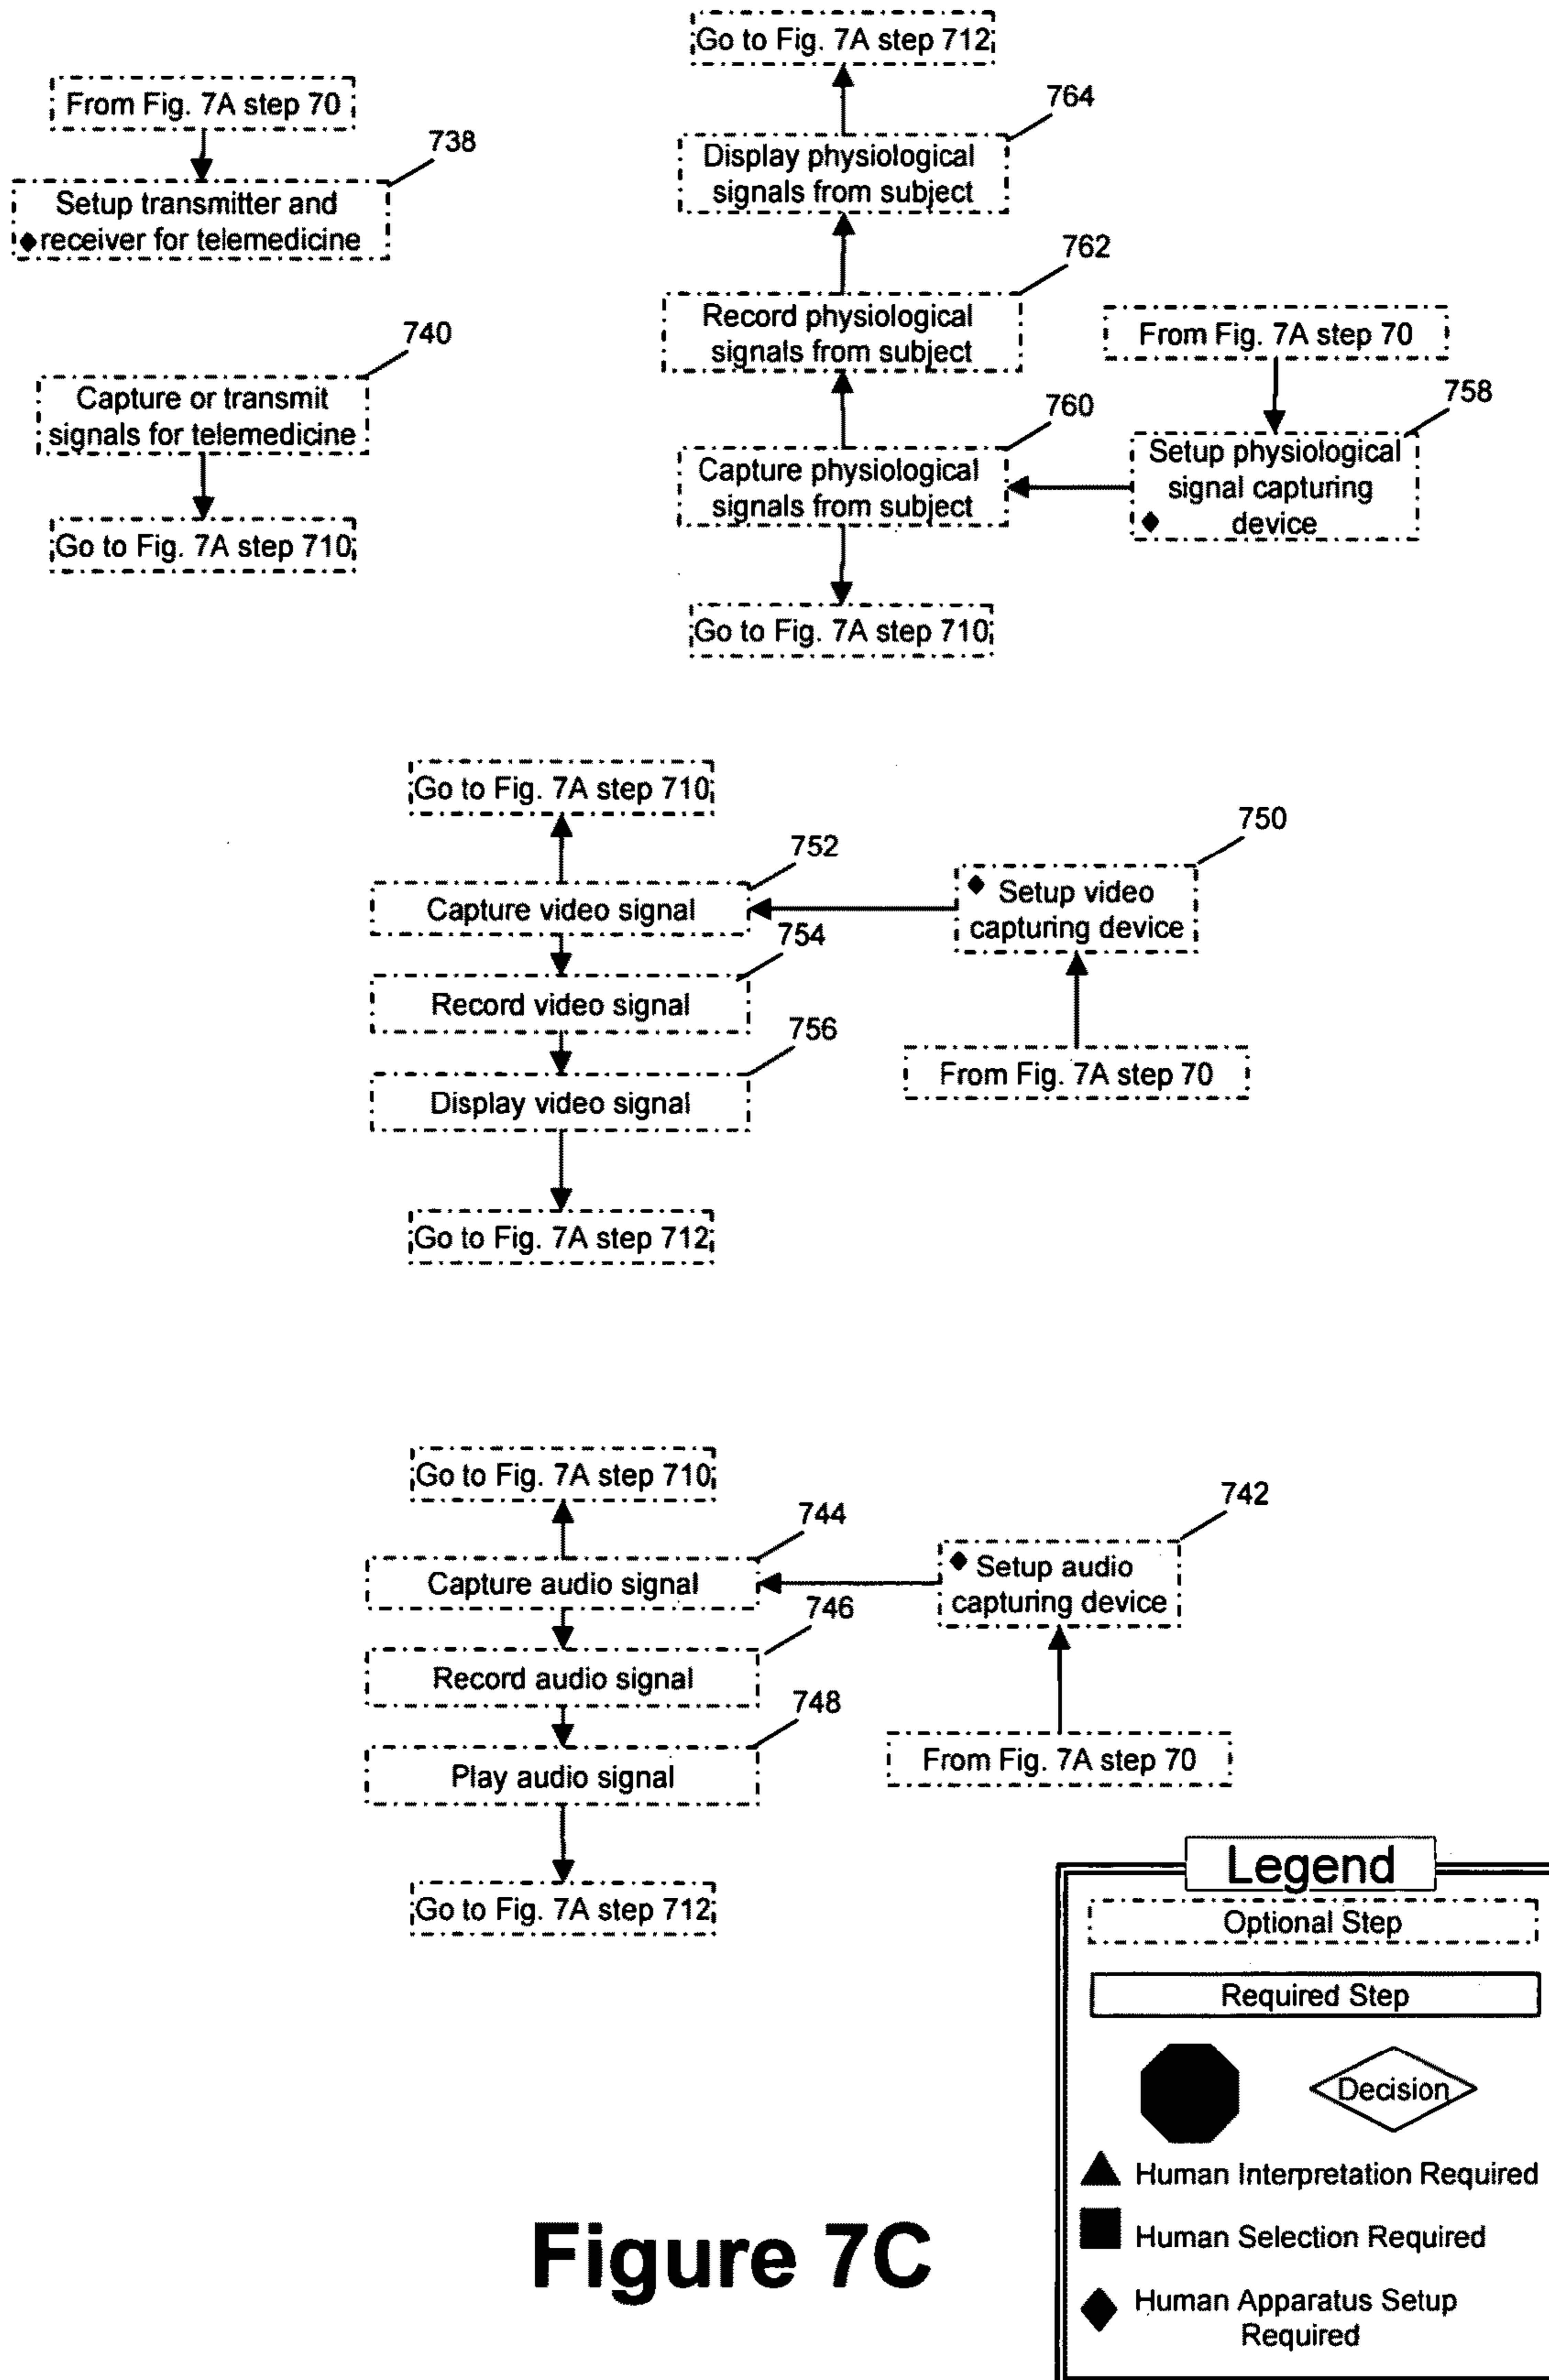 From Fig. 7A step 70
738
Setup transmitter and
receiver for telemedicine
740
Capture or transmit
signals for telemedicine
Go to Fig. 7A step 710
Go to Fig. 7A step 712
764
Display physiological
signals from subject
762
Record physiological
signals from subject
760
Capture physiological
signals from subject
Go to Fig. 7A step 710
From Fig. 7A step 70
758
Setup physiological
signal capturing
device
Go to Fig. 7A step 710
752
Capture video signal
754
Record video signal
756
Display video signal
Go to Fig. 7A step 712
750
Setup video
capturing device
From Fig. 7A step 70
Go to Fig. 7A step 710
744
Capture audio signal
746
Record audio signal
748
Play audio signal
Go to Fig. 7A step 712
742
Setup audio
capturing device
From Fig. 7A step 70
Legend
Optional Step
Required Step
Decision
Human Interpretation Required
Human Selection Required
Human Apparatus Setup
Required
Figure 7C